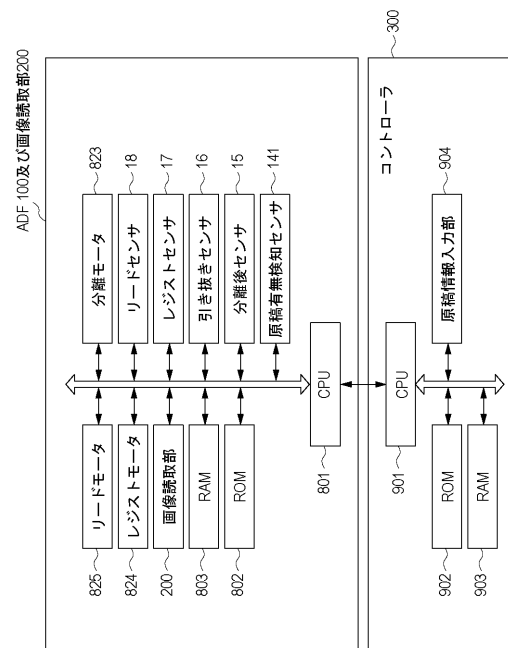 ADF 100及び画像読取部200
825
リードモータ
分離モータ
823
824
レジストモータ
リードセンサ
18
200
画像読取部
レジストセンサ
17
803
RAM
引き抜きセンサ
16
802
ROM
分離後センサ
15
原稿有無検知センサ
141
801
CPU
300
コントローラ
901
CPU
902
ROM
原稿情報入力部
904
903
RAM